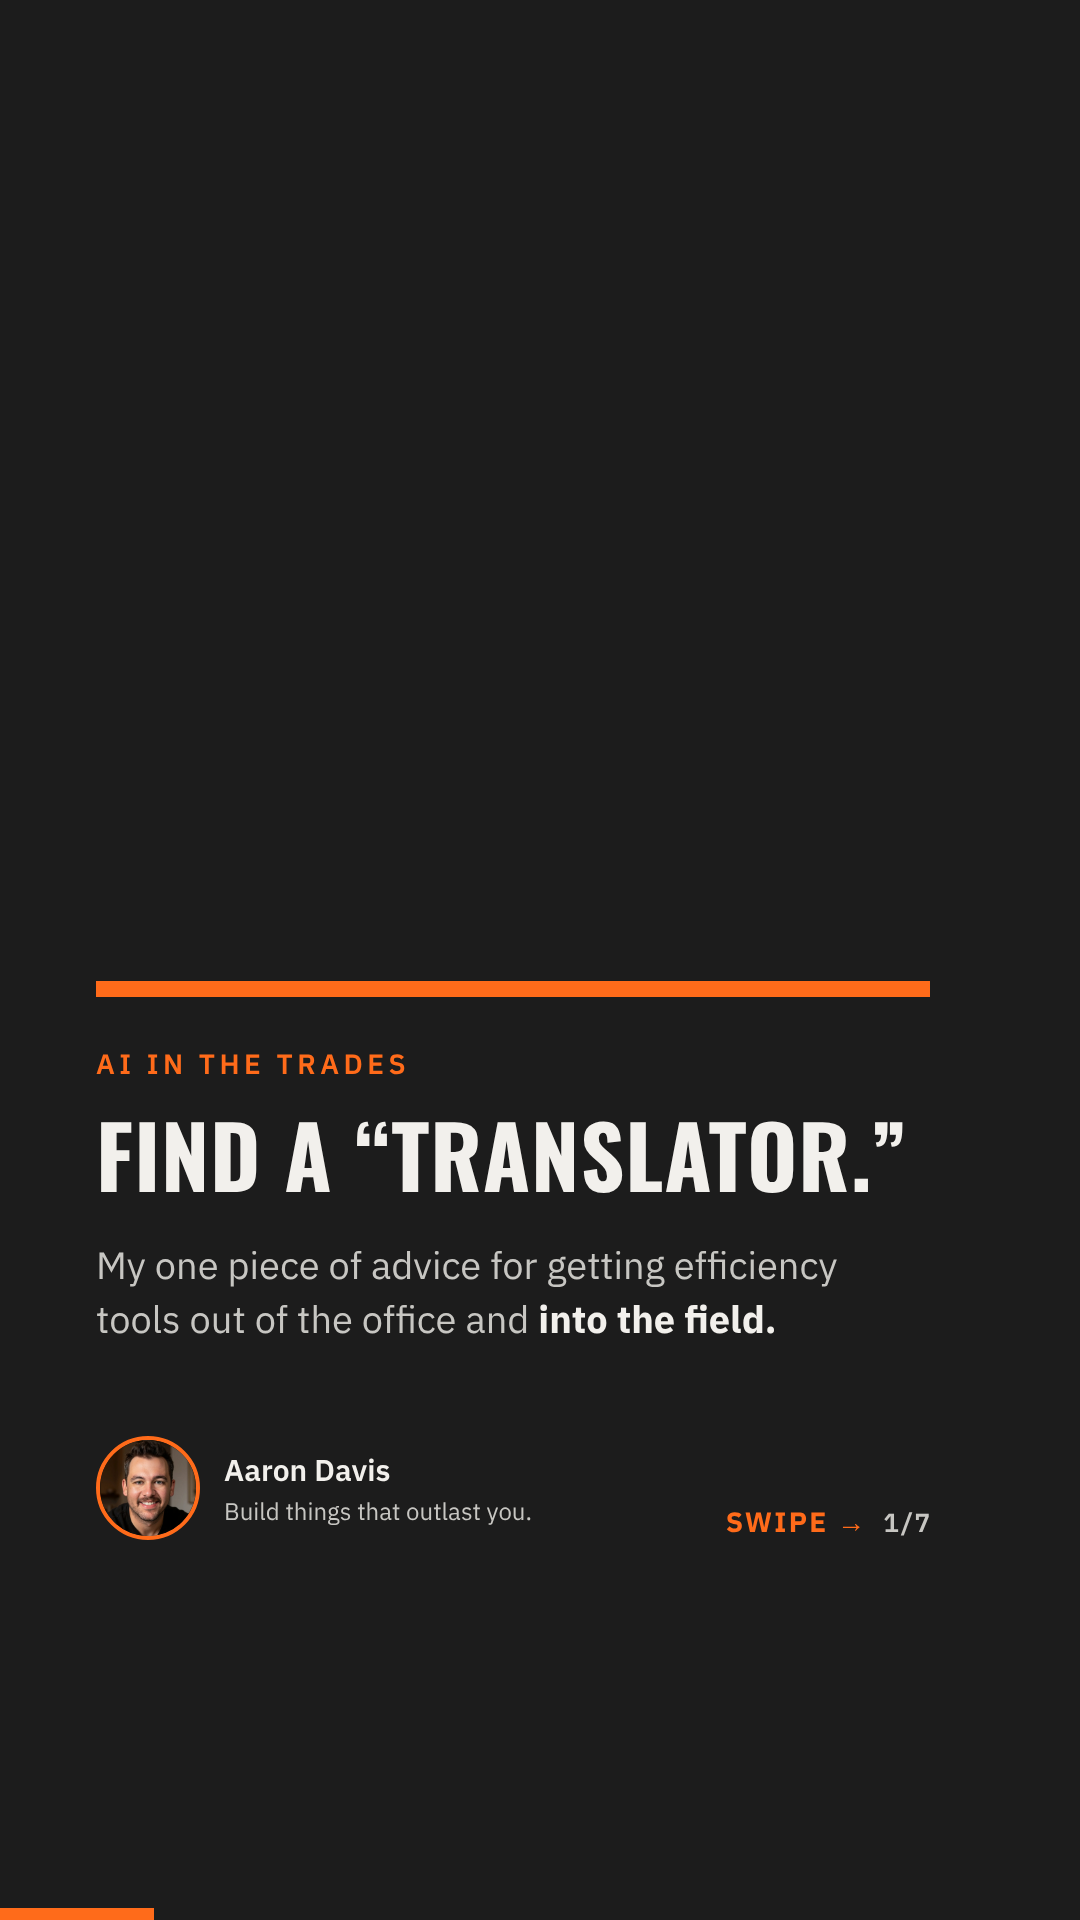 AI IN THE TRADES
FIND A “TRANSLATOR.”
My one piece of advice for getting efficiency
tools out of the office and into the field.
Aaron Davis
Build things that outlast you.
SWIPE → 1/7